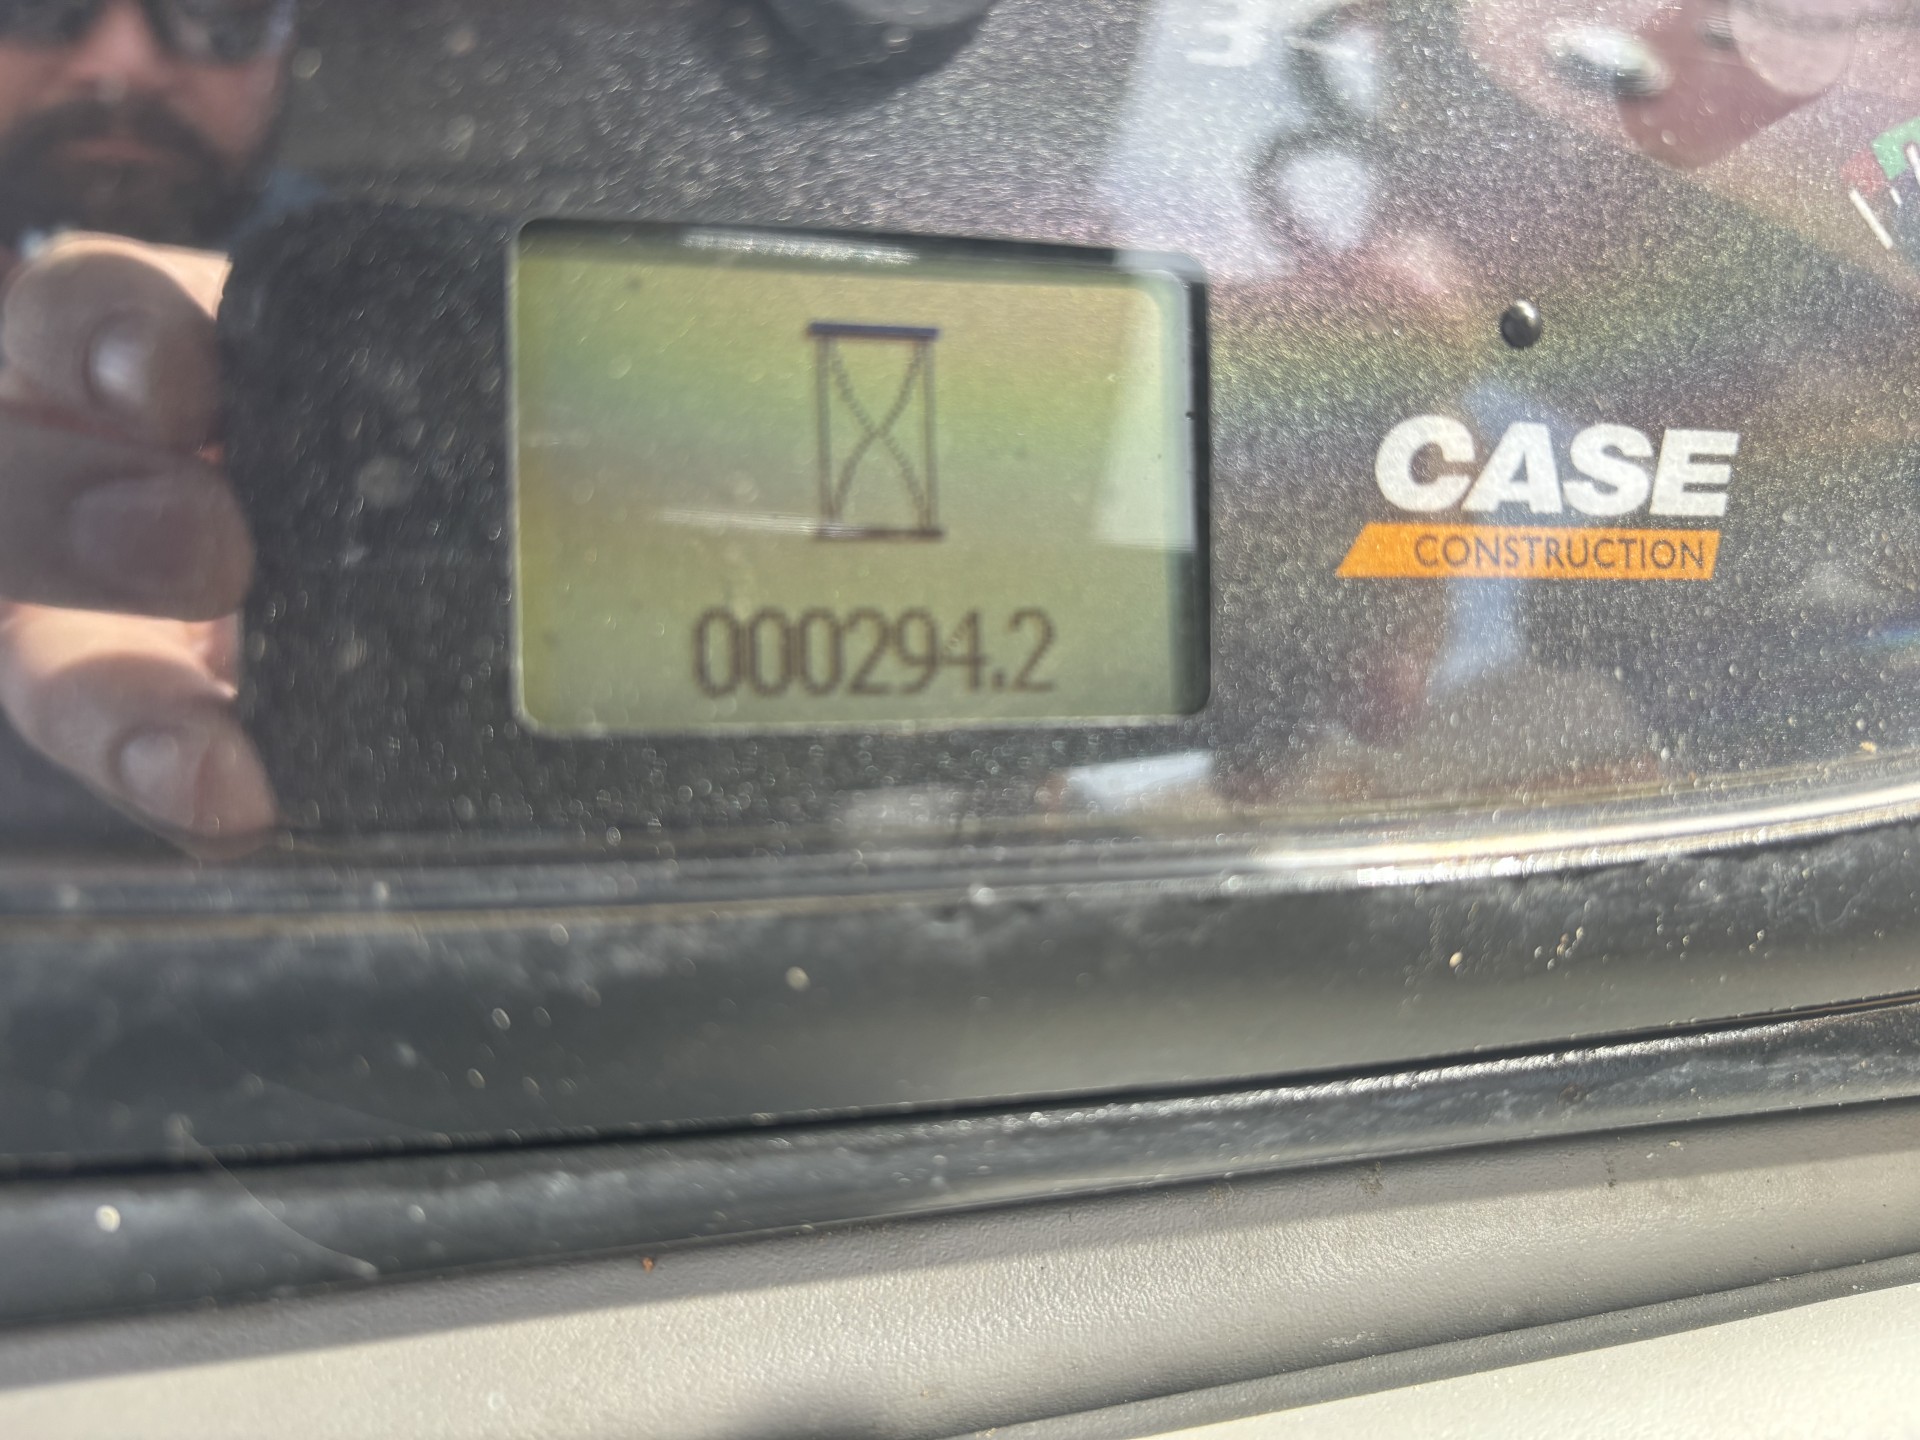 E
000294.2
CASE
CONSTRUCTION